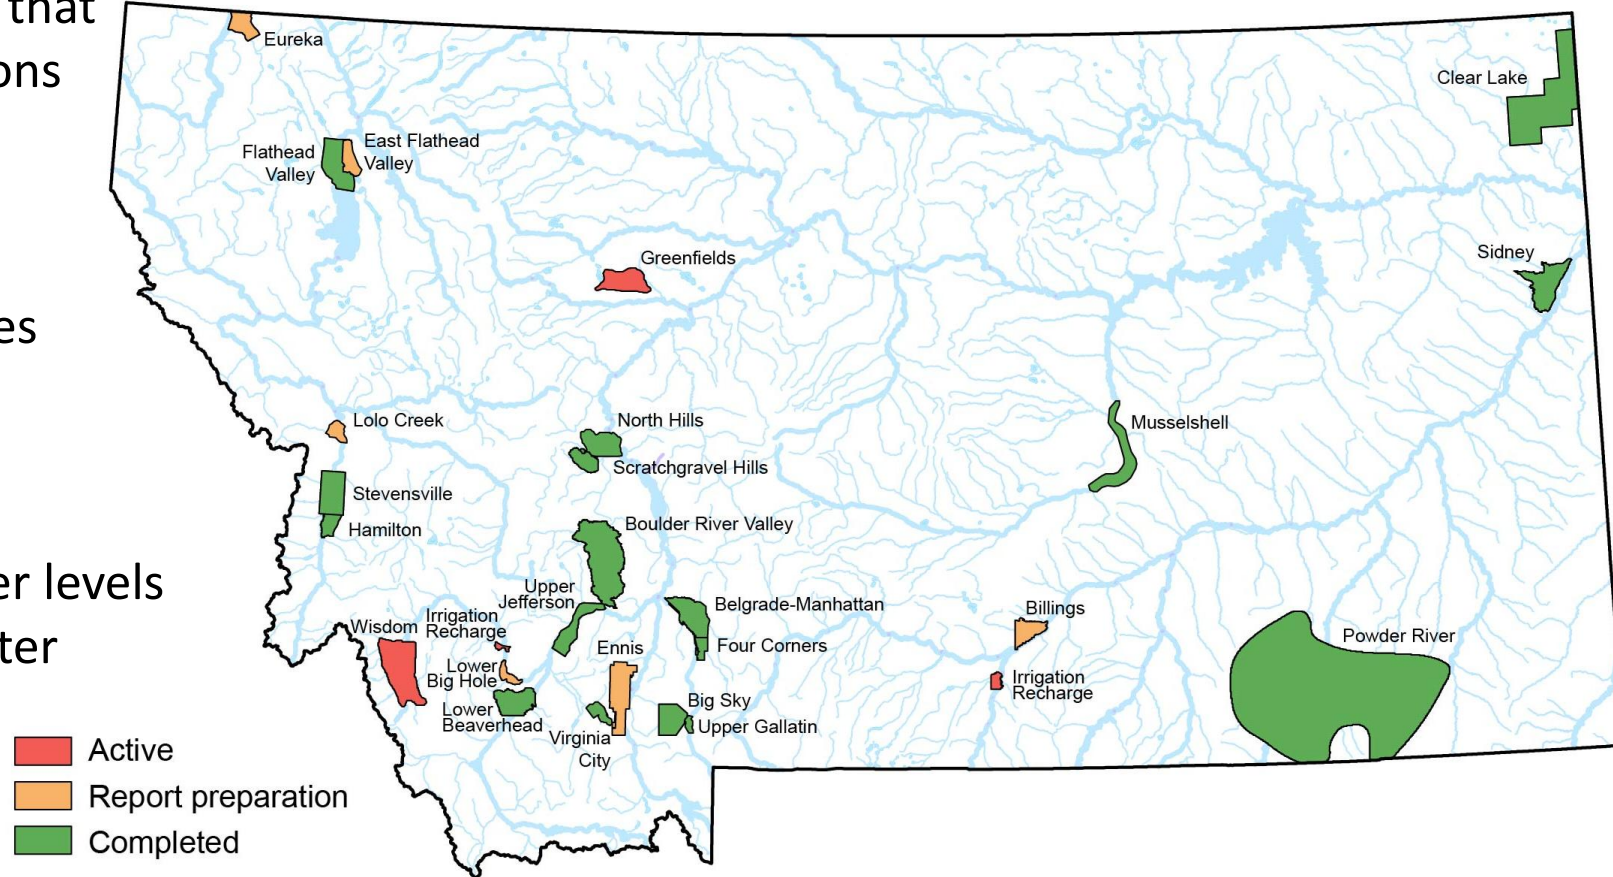 that
ons
es
er levels
ter
Eureka
Clear Lake
East Flathead
Valley
Flathead
Valley
Greenfields
Sidney
Lolo Creek
North Hills
Musselshell
Scratchgravel Hills
Stevensville
Hamilton
Boulder River Valley
Upper
Jefferson
Belgrade-Manhattan
Irrigation
Recharge
Wisdom
Billings
Powder River
Four Corners
Ennis
Lower
Big Hole
Irrigation
Recharge
Big Sky
Lower
Beaverhead
Upper Gallatin
Virginia
City
Active
Report preparation
Completed